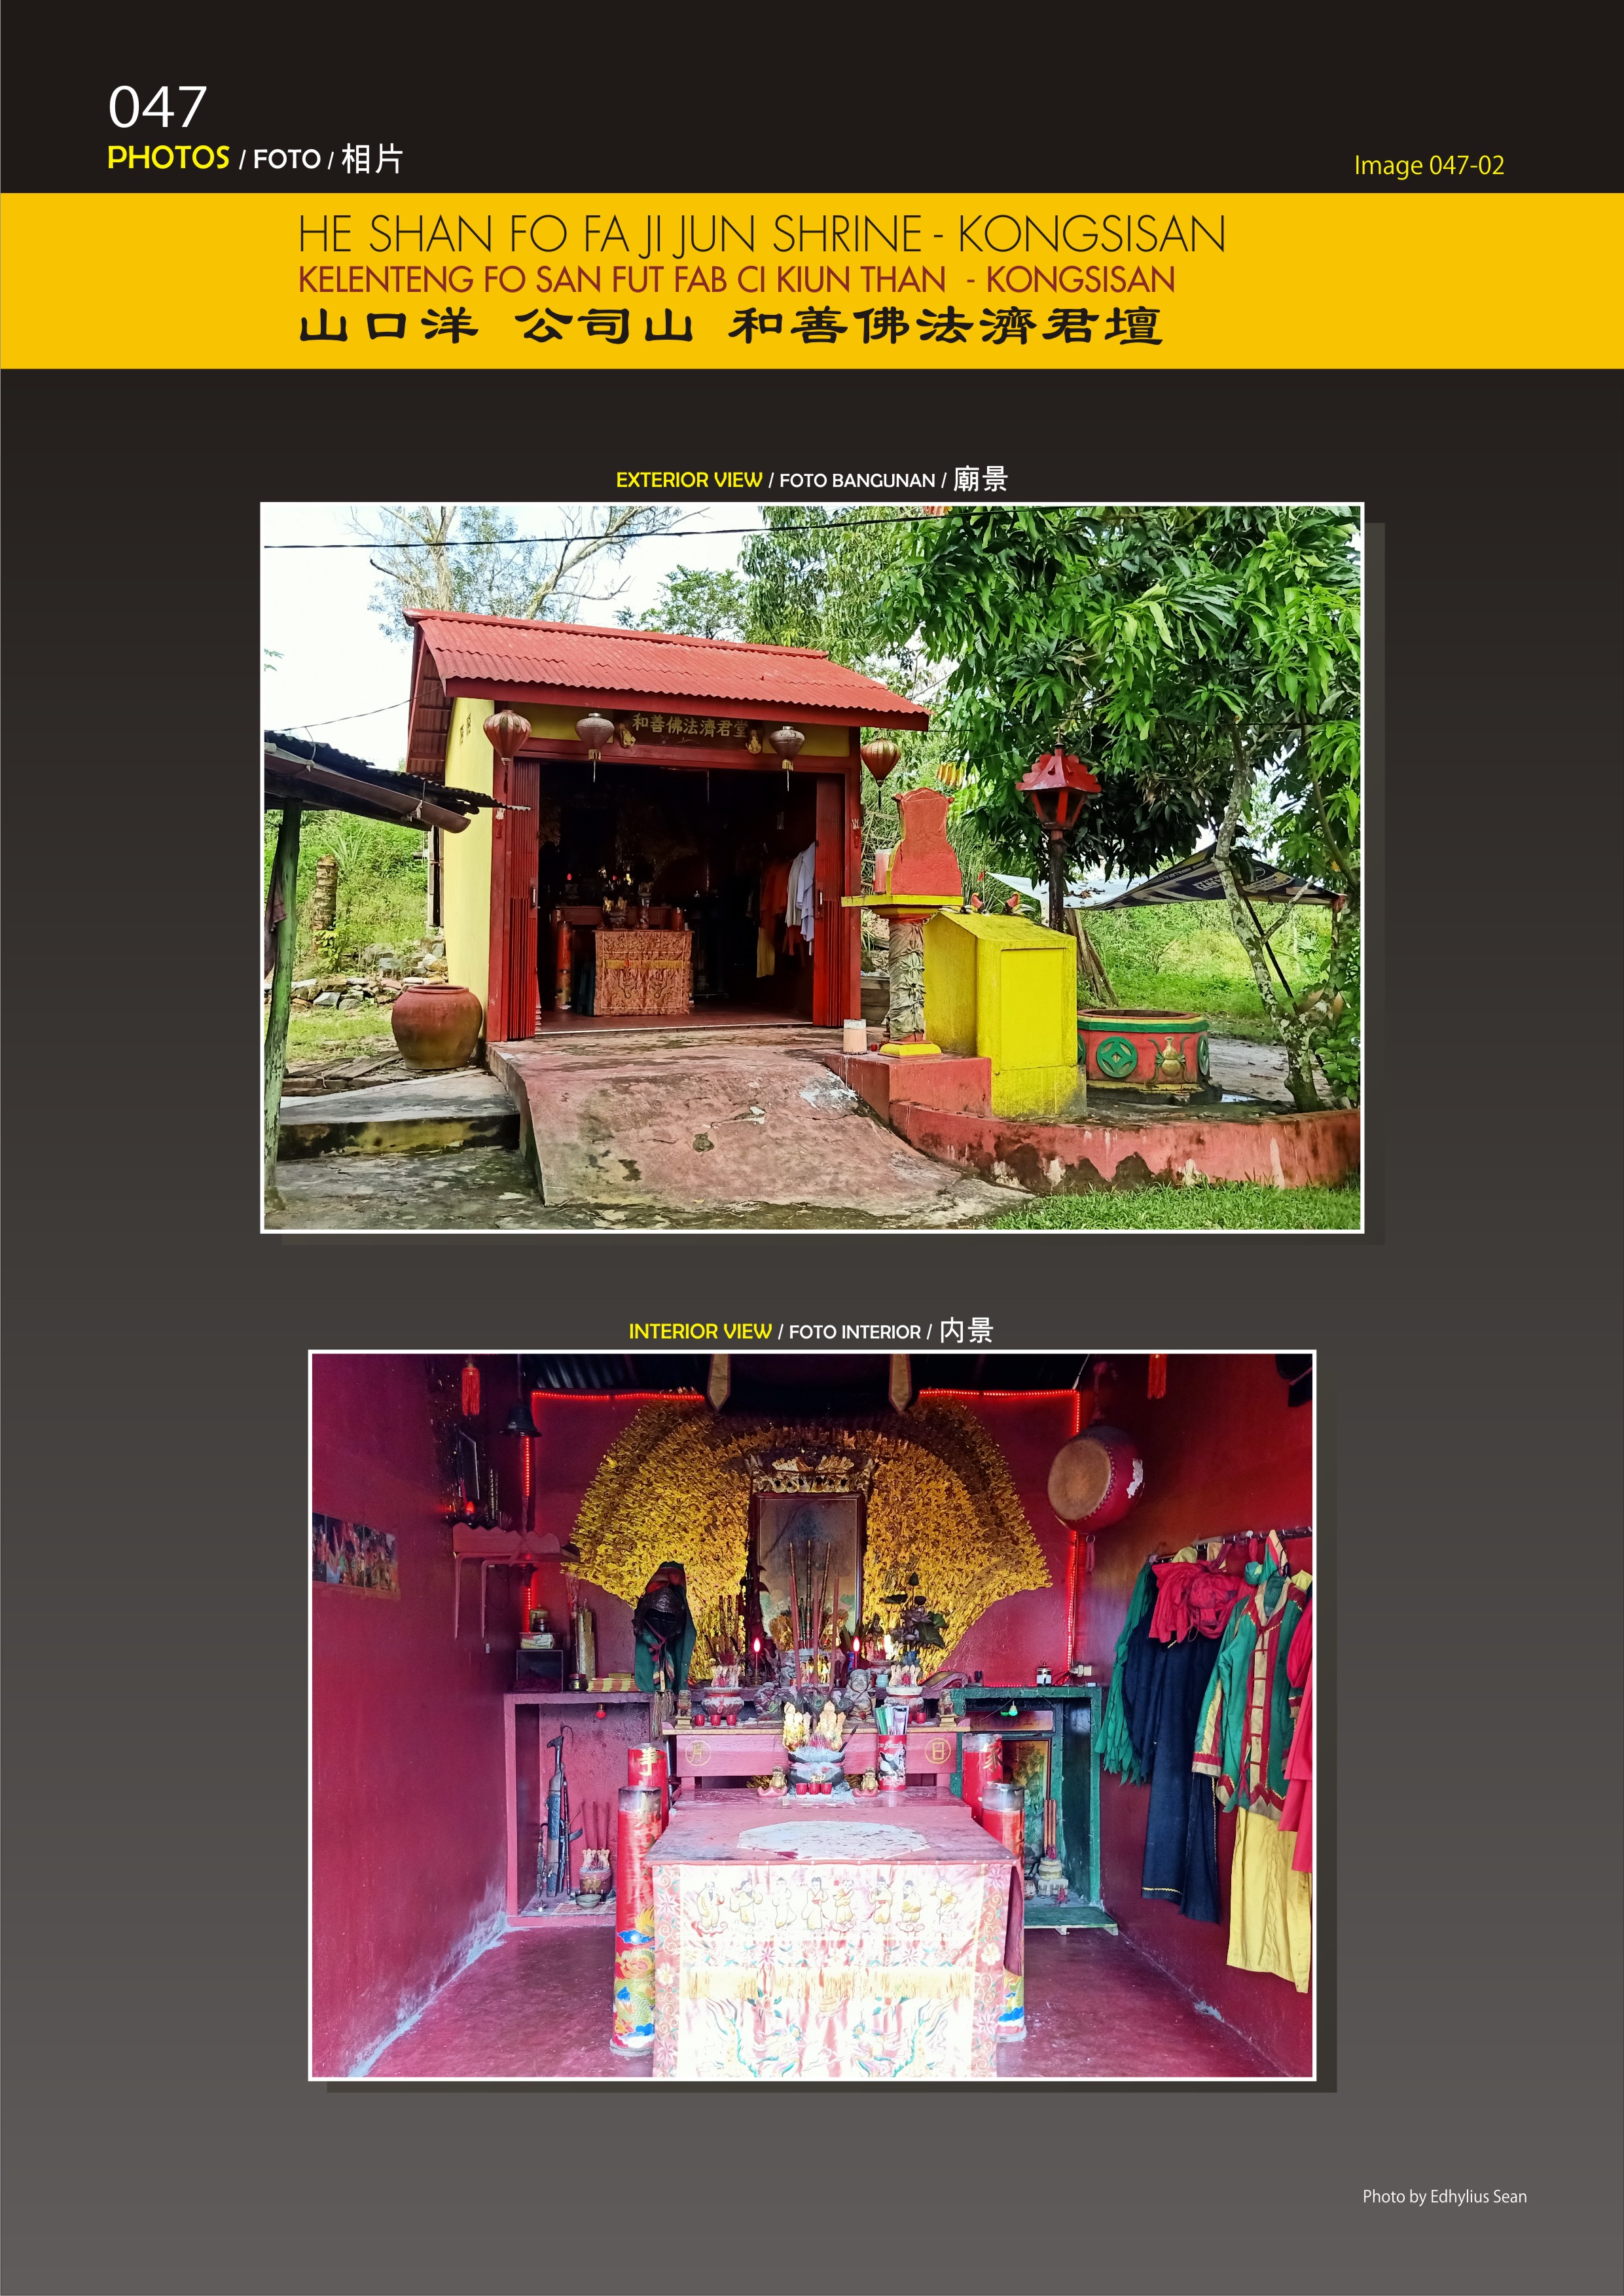 047
PHOTOS / FOTO / 相片
Image 047-02
HE SHAN FO FA JI JUN SHRINE - KONGSISAN
KELENTENG FO SAN FUT FAB CI KIUN THAN - KONGSISAN
山口洋 公司山 和善佛法濟君壇
EXTERIOR VIEW / FOTO BANGUNAN / 廟景
和善佛法濟君堂
INTERIOR VIEW / FOTO INTERIOR / 内景
月
日
Photo by Edhylius Sean